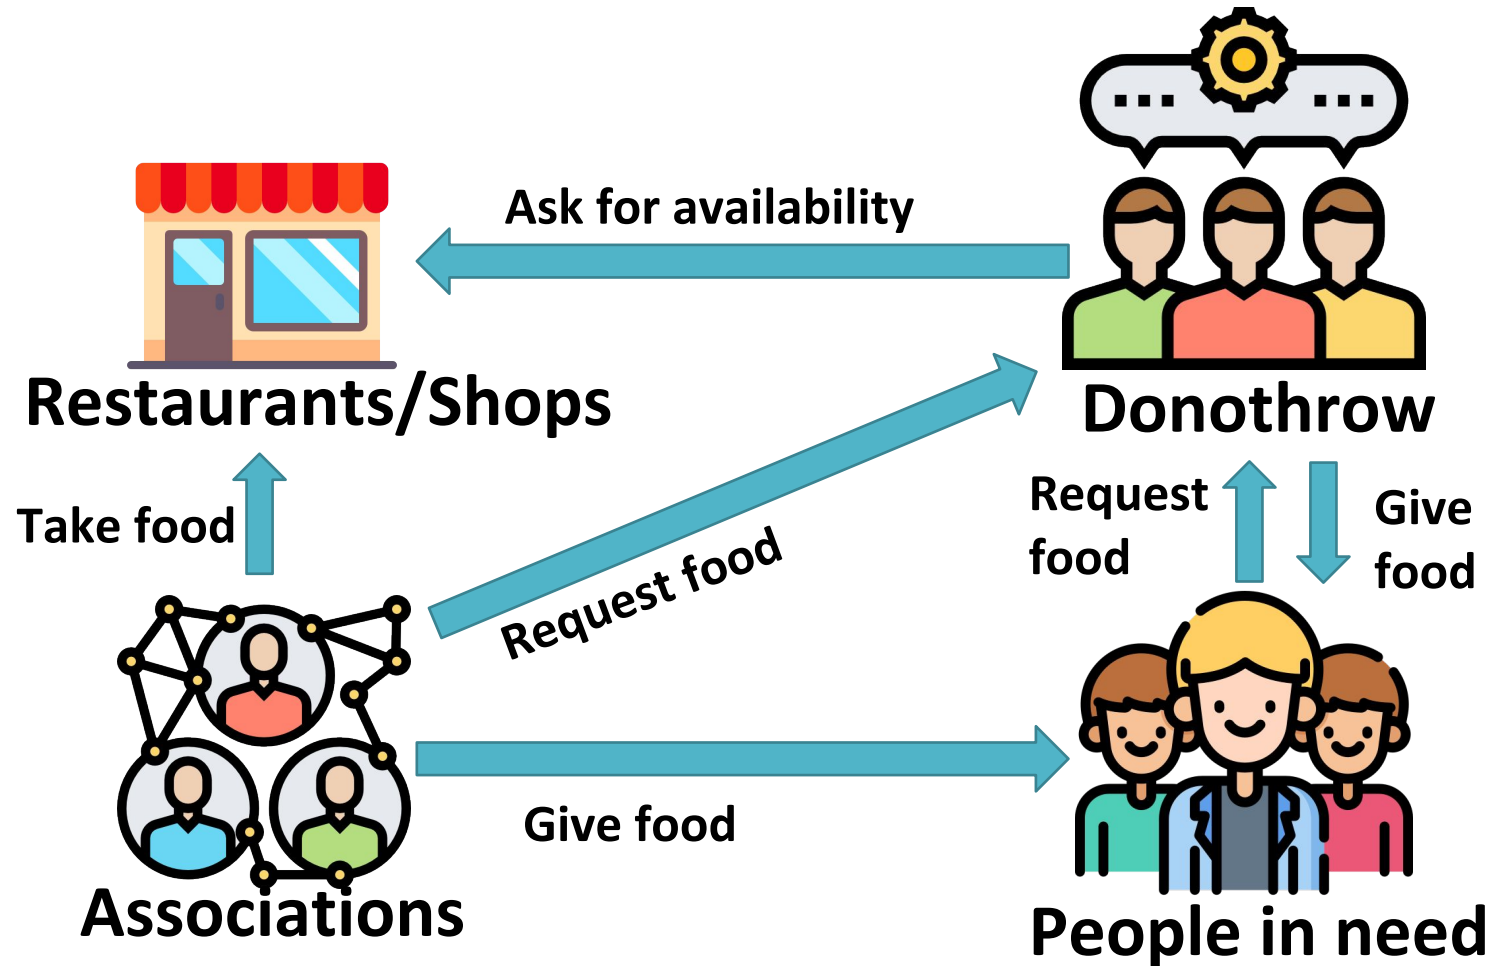 Ask for availability
Restaurants/Shops
Donothrow
Take food
Request food
Request
food
Give
food
Give food
Associations
People in need